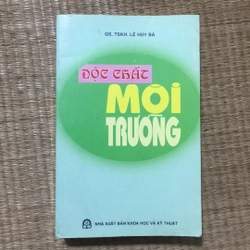 GS. TSKH. LÊ HUY BÁ
ĐỘC CHẤT
MÔI
TRƯỜNG
NHÀ XUẤT BẢN KHOA HỌC VÀ KỸ THUẬT